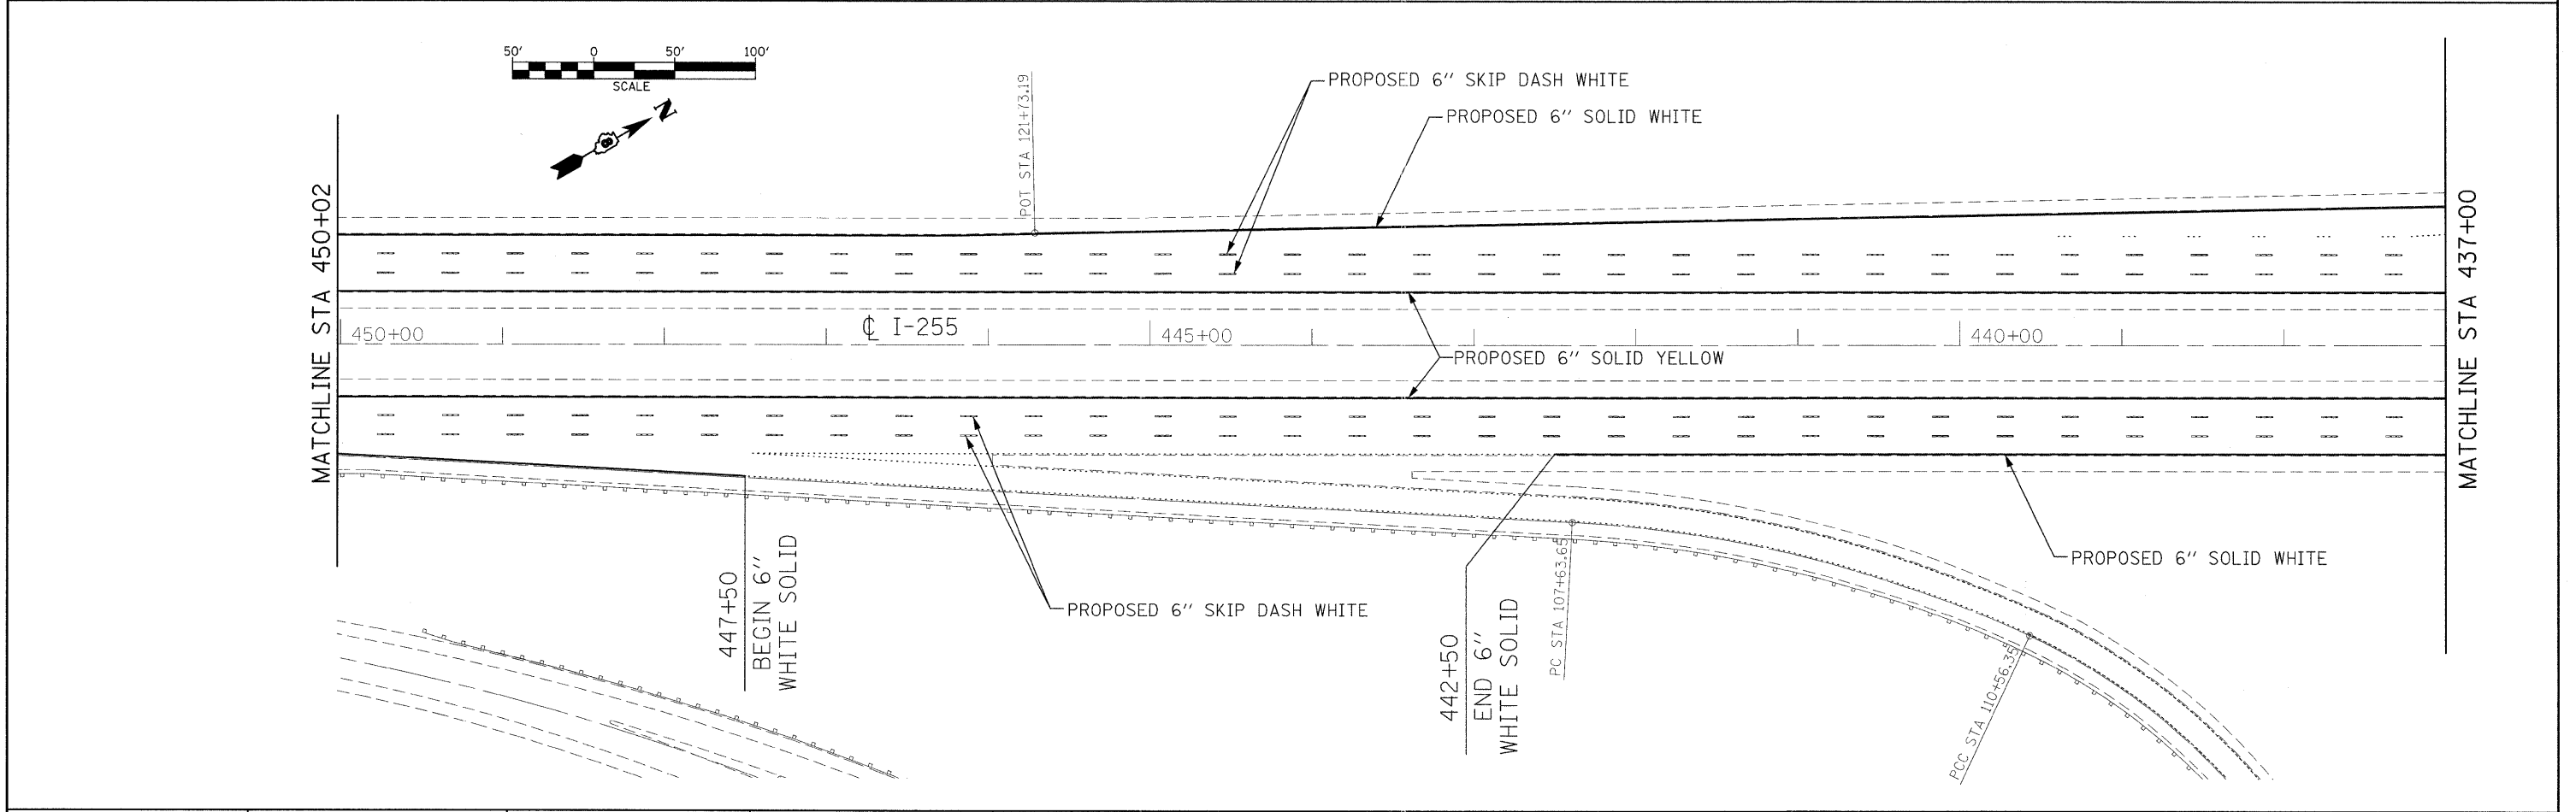 50' 0 50' 100'
SCALE
N
POT STA 121+73.19
PROPOSED 6" SKIP DASH WHITE
PROPOSED 6" SOLID WHITE
MATCHLINE STA 450+02
MATCHLINE STA 437+00
450+00
℄ I-255
445+00
440+00
PROPOSED 6" SOLID YELLOW
447+50
BEGIN 6"
WHITE SOLID
PROPOSED 6" SKIP DASH WHITE
442+50
END 6"
WHITE SOLID
PC STA 107+63.65
PROPOSED 6" SOLID WHITE
PCC STA 110+56.35